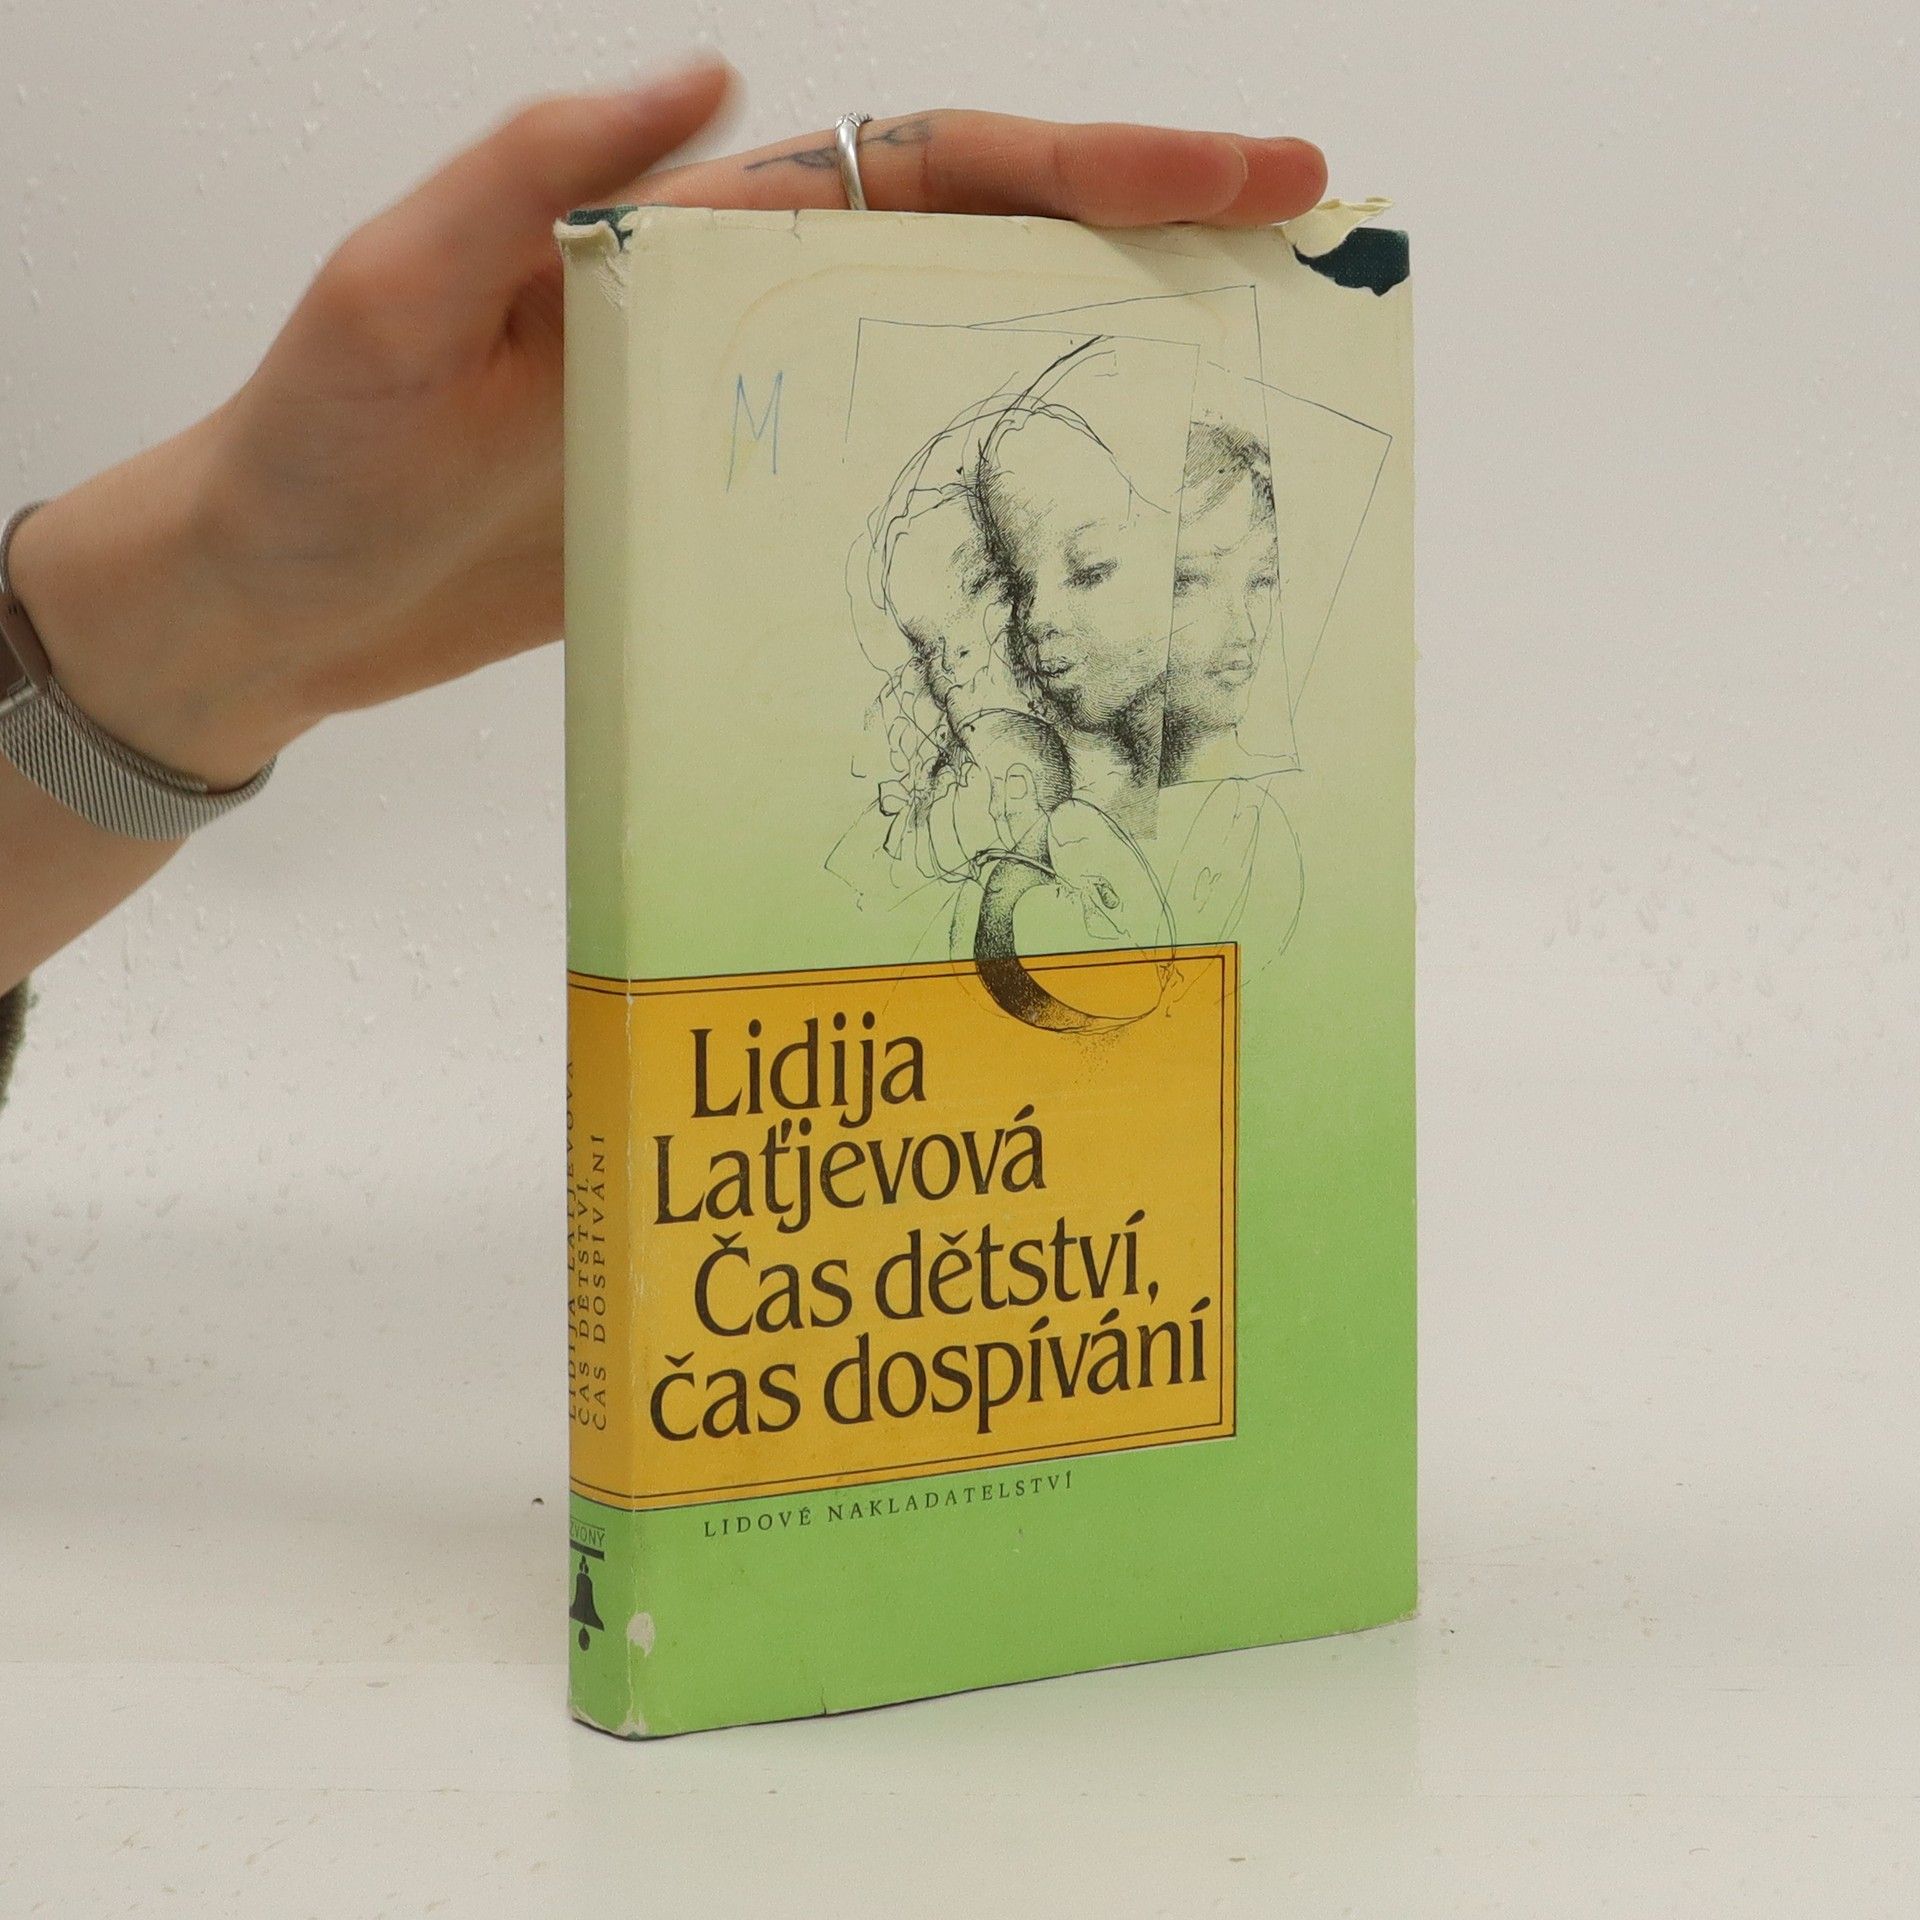 M
Lidija
Laťjevová
Čas dětství,
čas dospívání
LIDOVÉ NAKLADATELSTVÍ
LIDIJA LAŤJEVOVÁ
ČAS DĚTSTVÍ,
ČAS DOSPÍVÁNÍ
ZVONY